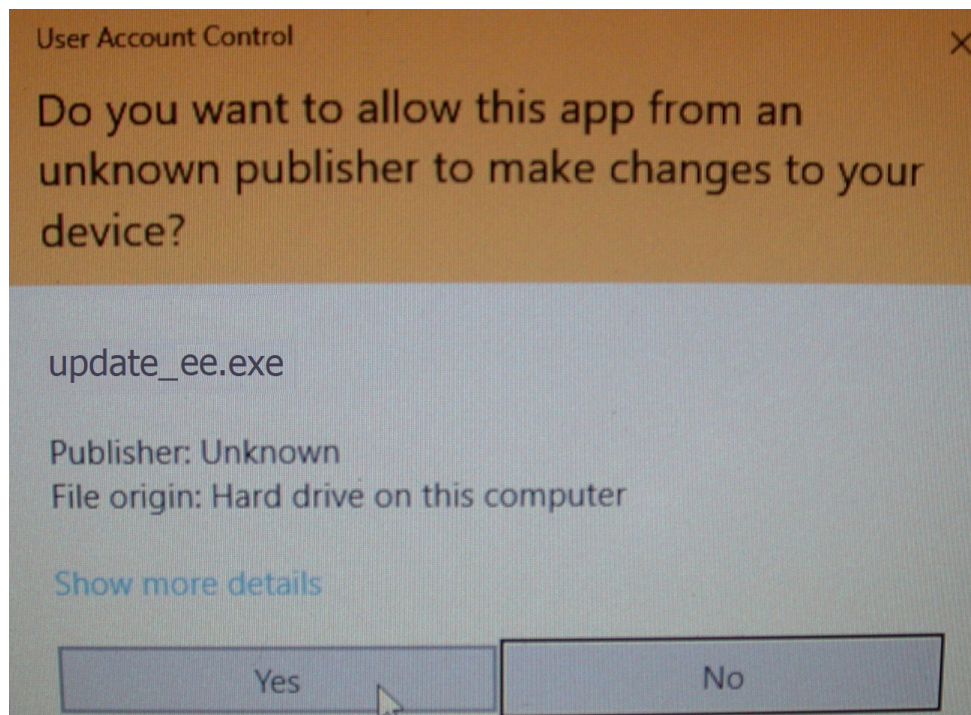 User Account Control
Do you want to allow this app from an
unknown publisher to make changes to your
device?
update_ee.exe
Publisher: Unknown
File origin: Hard drive on this computer
Show more details
Yes
No